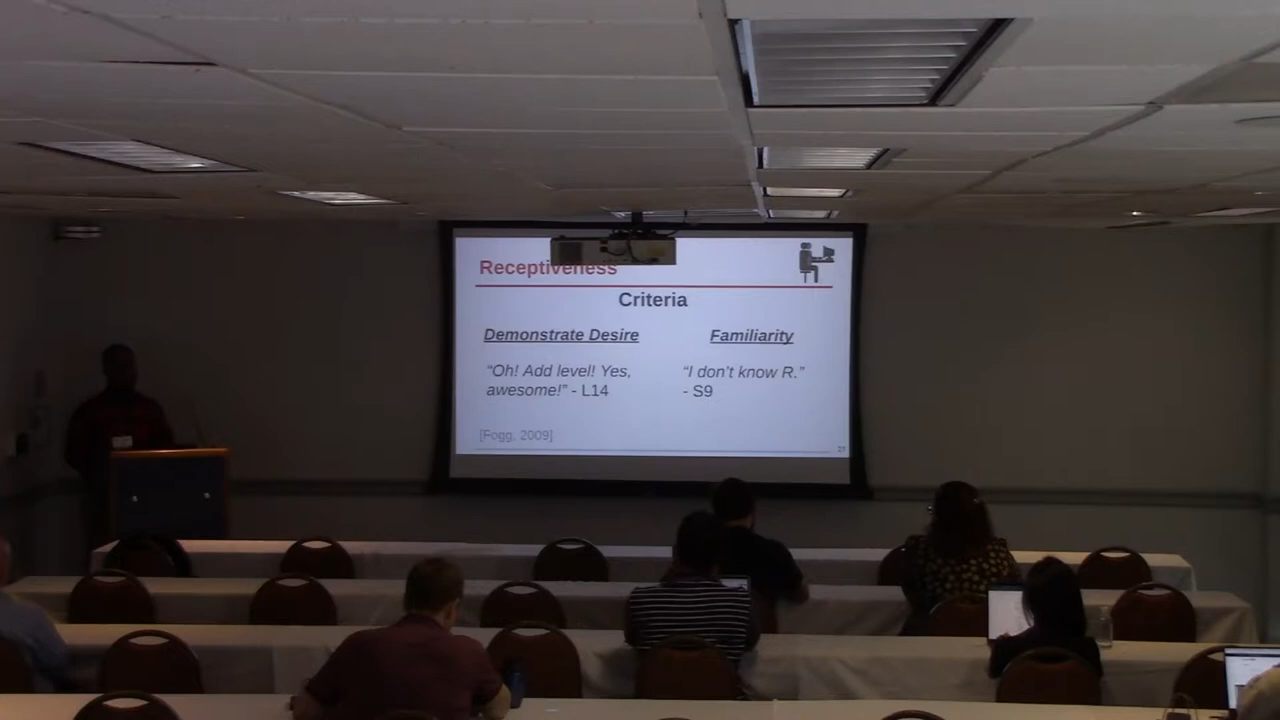 Receptiveness
Criteria
Demonstrate Desire
Familiarity
“Oh! Add level! Yes,
awesome!” - L14
“I don’t know R.”
- S9
[Fogg, 2009]